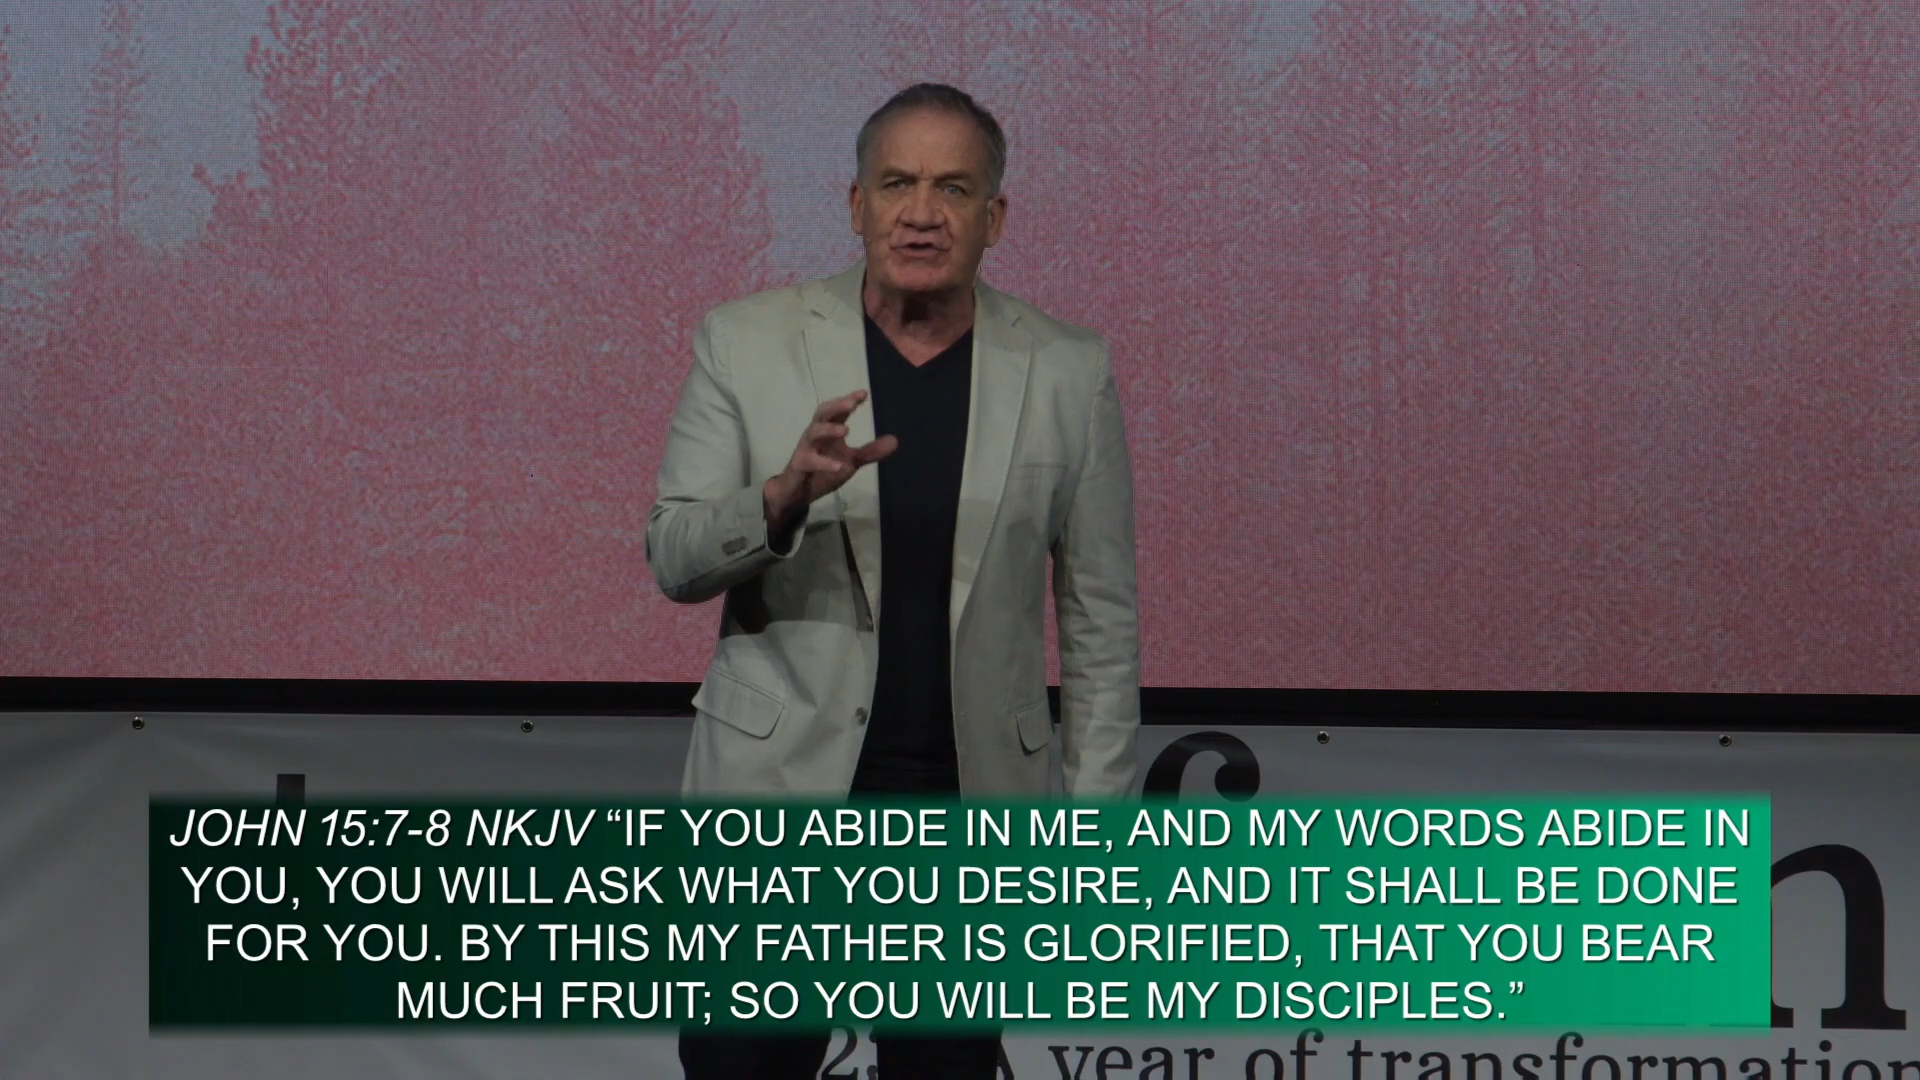 JOHN 15:7-8 NKJV “IF YOU ABIDE IN ME, AND MY WORDS ABIDE IN
YOU, YOU WILL ASK WHAT YOU DESIRE, AND IT SHALL BE DONE
FOR YOU. BY THIS MY FATHER IS GLORIFIED, THAT YOU BEAR
MUCH FRUIT; SO YOU WILL BE MY DISCIPLES.”
year of transformation